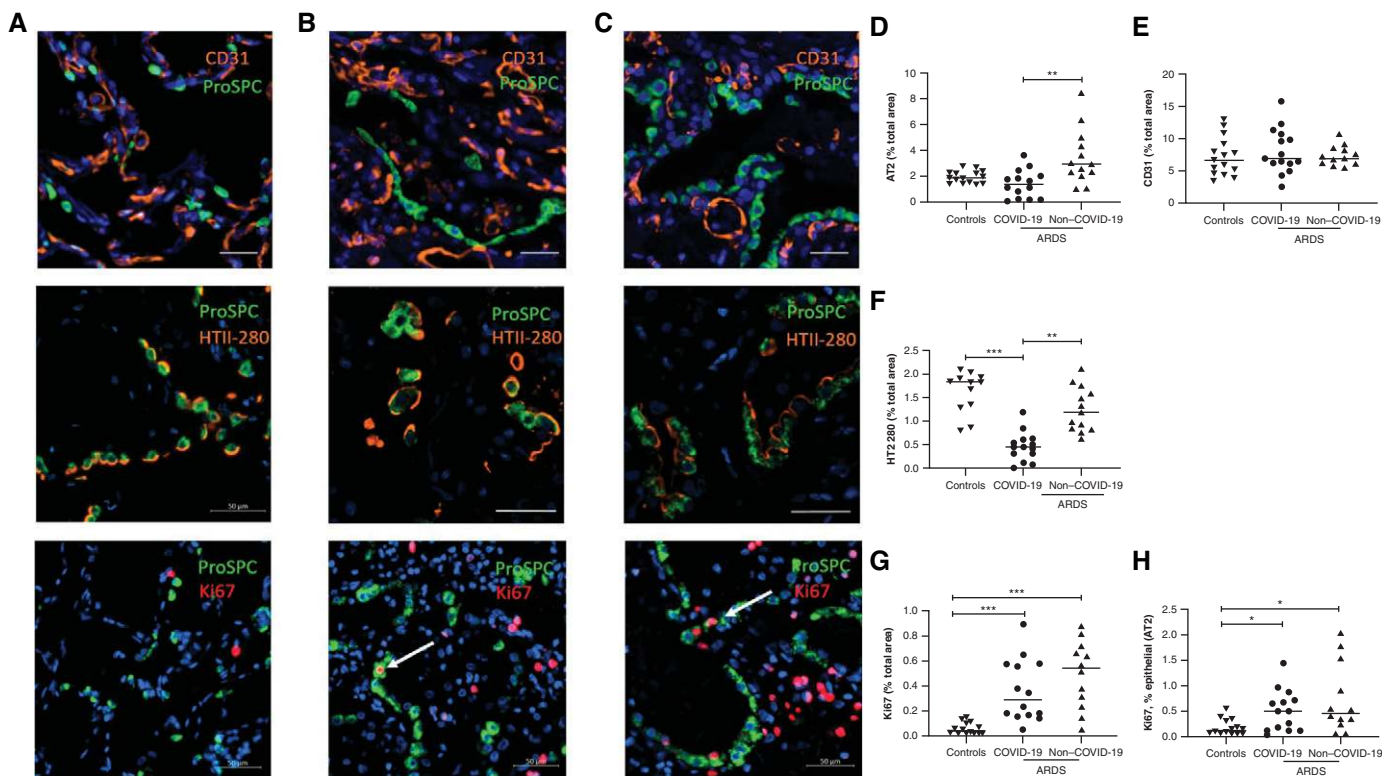 A
B
C
CD31
ProSPC
CD31
ProSPC
CD31
ProSPC
ProSPC
HTII-280
50 µm
ProSPC
HTII-280
ProSPC
HTII-280
ProSPC
Ki67
50 µm
ProSPC
Ki67
50 µm
ProSPC
Ki67
50 µm
D
AT2 (% total area)
10
8
6
4
2
0
**
Controls
COVID-19
Non–COVID-19
ARDS
E
CD31 (% total area)
20
15
10
5
0
Controls
COVID-19
Non–COVID-19
ARDS
F
HT2 280 (% total area)
2.5
2.0
1.5
1.0
0.5
0.0
***
**
Controls
COVID-19
Non–COVID-19
ARDS
G
Ki67 (% total area)
1.0
0.8
0.6
0.4
0.2
0.0
***
***
Controls
COVID-19
Non–COVID-19
ARDS
H
Ki67, % epithelial (AT2)
2.5
2.0
1.5
1.0
0.5
0.0
*
*
Controls
COVID-19
Non–COVID-19
ARDS